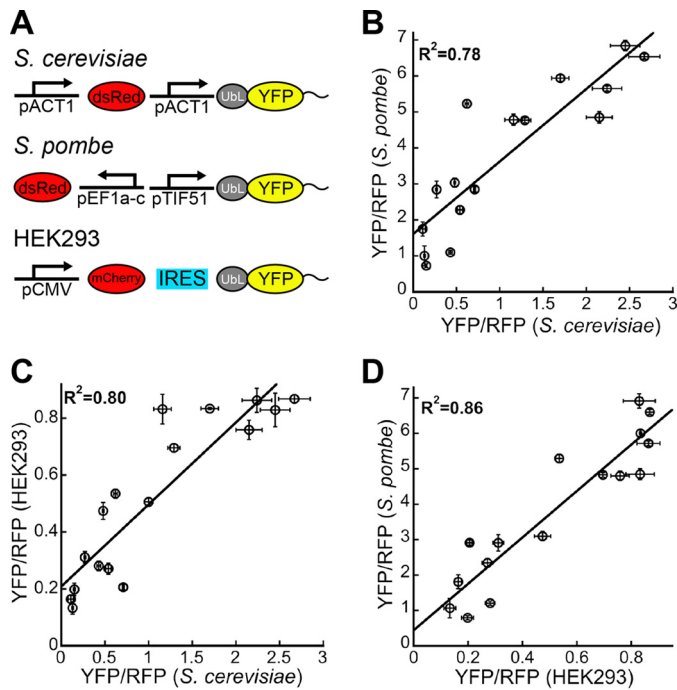 A
S. cerevisiae
pACT1 dsRed pACT1 UbL YFP
S. pombe
dsRed pEF1a-c pTIF51 UbL YFP
HEK293
pCMV mCherry IRES UbL YFP
B
R2=0.78
YFP/RFP (S. pombe)
7
6
5
4
3
2
1
0
0 0.5 1 1.5 2 2.5 3
YFP/RFP (S. cerevisiae)
C
R2=0.80
YFP/RFP (HEK293)
0.8
0.6
0.4
0.2
0
0 0.5 1 1.5 2 2.5 3
YFP/RFP (S. cerevisiae)
D
R2=0.86
YFP/RFP (S. pombe)
7
6
5
4
3
2
1
0
0 0.2 0.4 0.6 0.8
YFP/RFP (HEK293)